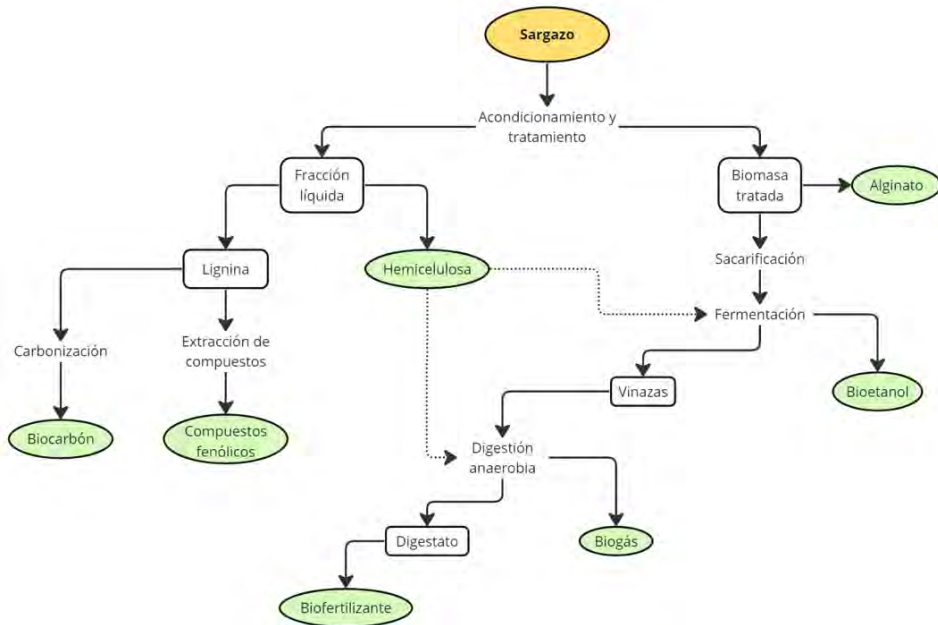 Sargazo
Acondicionamiento y
tratamiento
Fracción
líquida
Biomasa
tratada
Alginato
Lignina
Hemicelulosa
Sacarificación
Fermentación
Carbonización
Extracción de
compuestos
Vinazas
Bioetanol
Biocarbón
Compuestos
fenólicos
Digestión
anaerobia
Digestato
Biogás
Biofertilizante